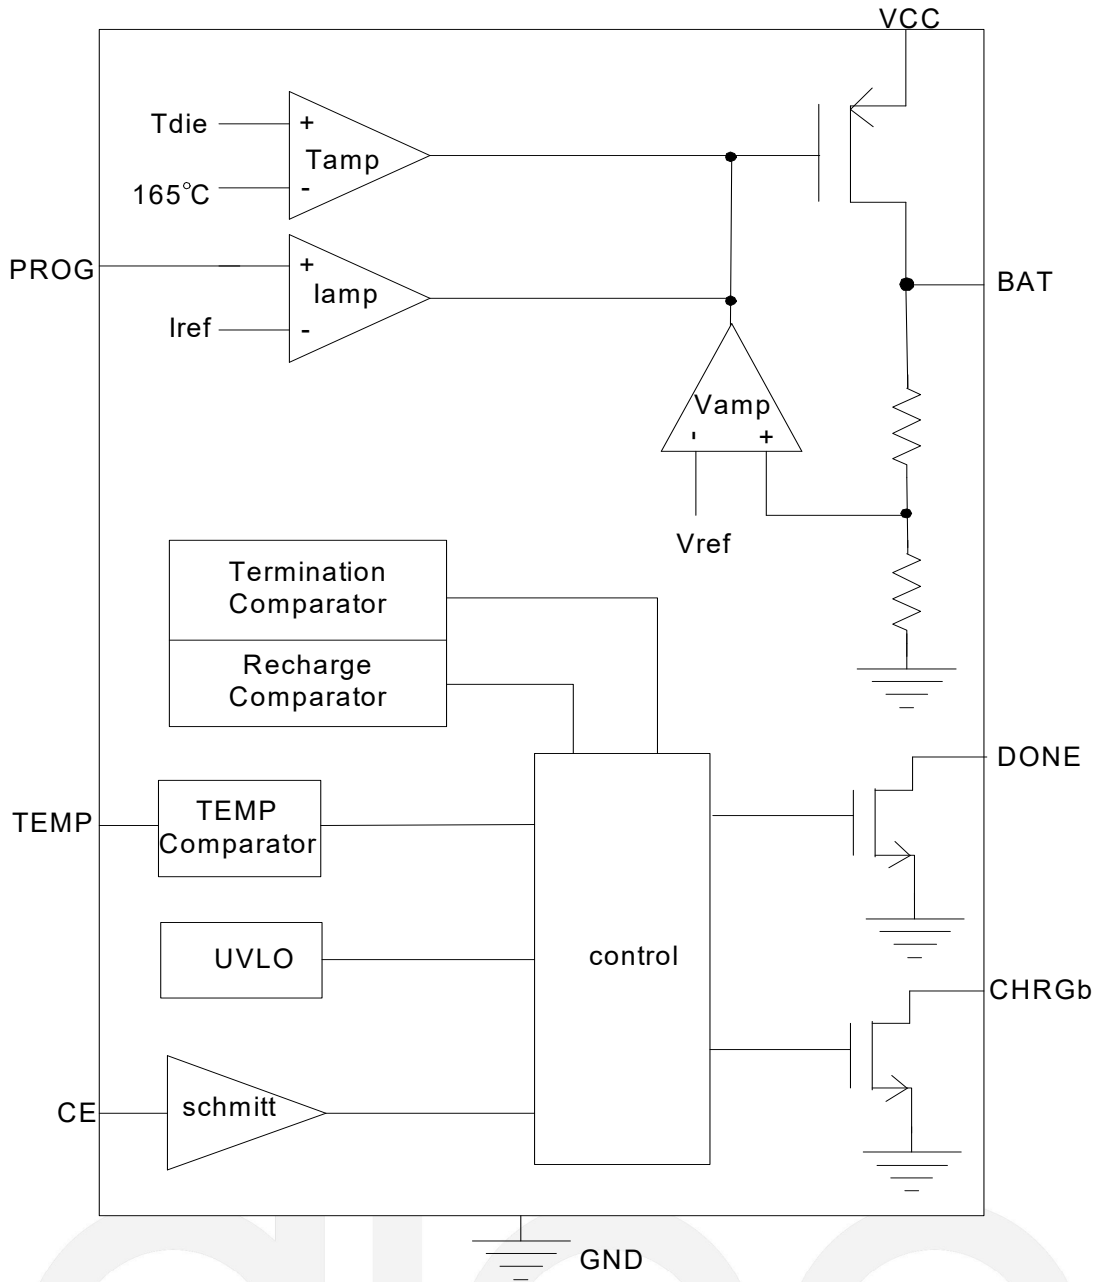 VCC
Tdie
+
Tamp
165℃
-
PROG
+
Iamp
Iref
-
BAT
Vamp
- +
Vref
Termination
Comparator
Recharge
Comparator
DONE
TEMP
TEMP
Comparator
UVLO
control
CHRGb
CE
schmitt
GND